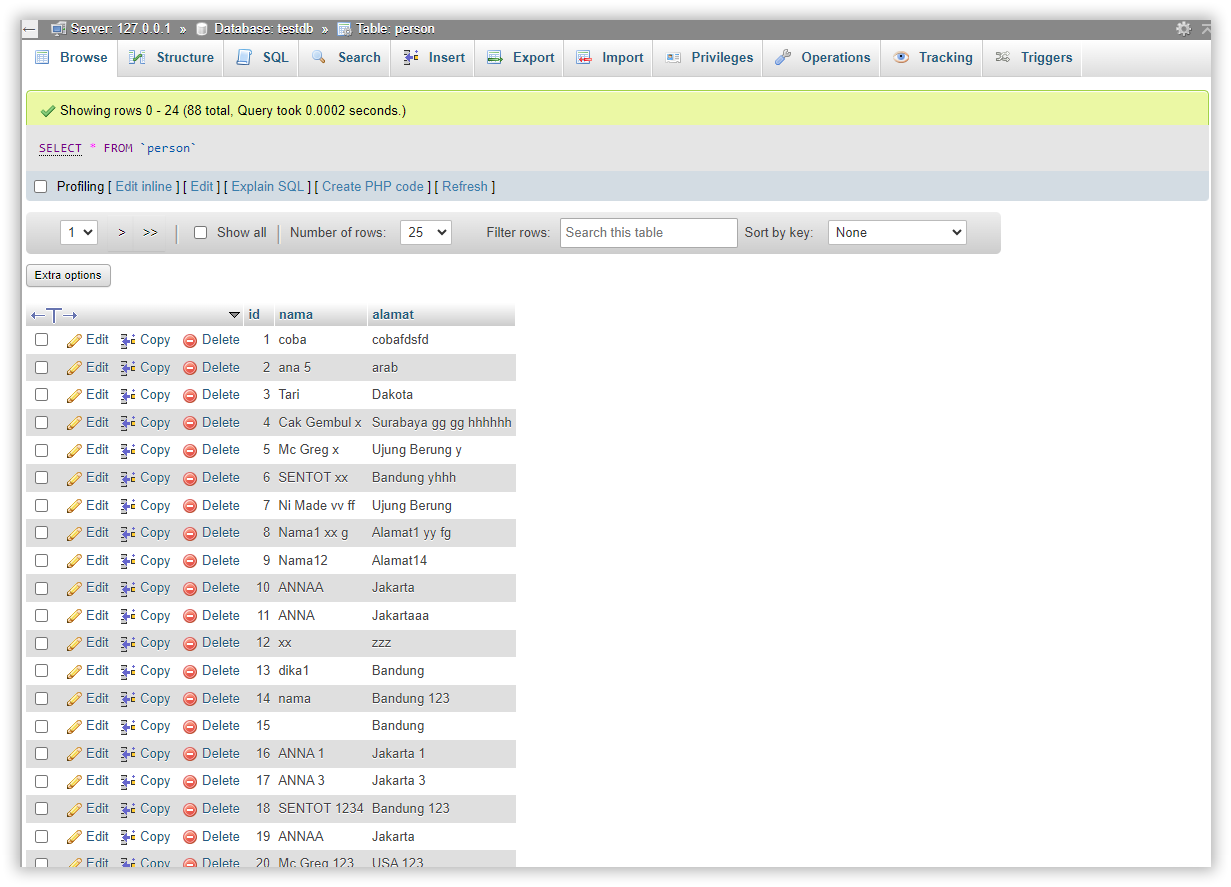 Server: 127.0.0.1 » Database: testdb » Table: person
Browse Structure SQL Search Insert Export Import Privileges Operations Tracking Triggers
Showing rows 0 - 24 (88 total, Query took 0.0002 seconds.)
SELECT * FROM `person`
Profiling [ Edit inline ] [ Edit ] [ Explain SQL ] [ Create PHP code ] [ Refresh ]
1 > >> Show all Number of rows: 25 Filter rows: Search this table Sort by key: None
Extra options
←T→ id nama alamat
Edit Copy Delete 1 coba cobafdsfd
Edit Copy Delete 2 ana 5 arab
Edit Copy Delete 3 Tari Dakota
Edit Copy Delete 4 Cak Gembul x Surabaya gg gg hhhhhh
Edit Copy Delete 5 Mc Greg x Ujung Berung y
Edit Copy Delete 6 SENTOT xx Bandung yhhh
Edit Copy Delete 7 Ni Made vv ff Ujung Berung
Edit Copy Delete 8 Nama1 xx g Alamat1 yy fg
Edit Copy Delete 9 Nama12 Alamat14
Edit Copy Delete 10 ANNAA Jakarta
Edit Copy Delete 11 ANNA Jakartaaa
Edit Copy Delete 12 xx zzz
Edit Copy Delete 13 dika1 Bandung
Edit Copy Delete 14 nama Bandung 123
Edit Copy Delete 15 Bandung
Edit Copy Delete 16 ANNA 1 Jakarta 1
Edit Copy Delete 17 ANNA 3 Jakarta 3
Edit Copy Delete 18 SENTOT 1234 Bandung 123
Edit Copy Delete 19 ANNAA Jakarta
Edit Copy Delete 20 Mc Greg 123 USA 123